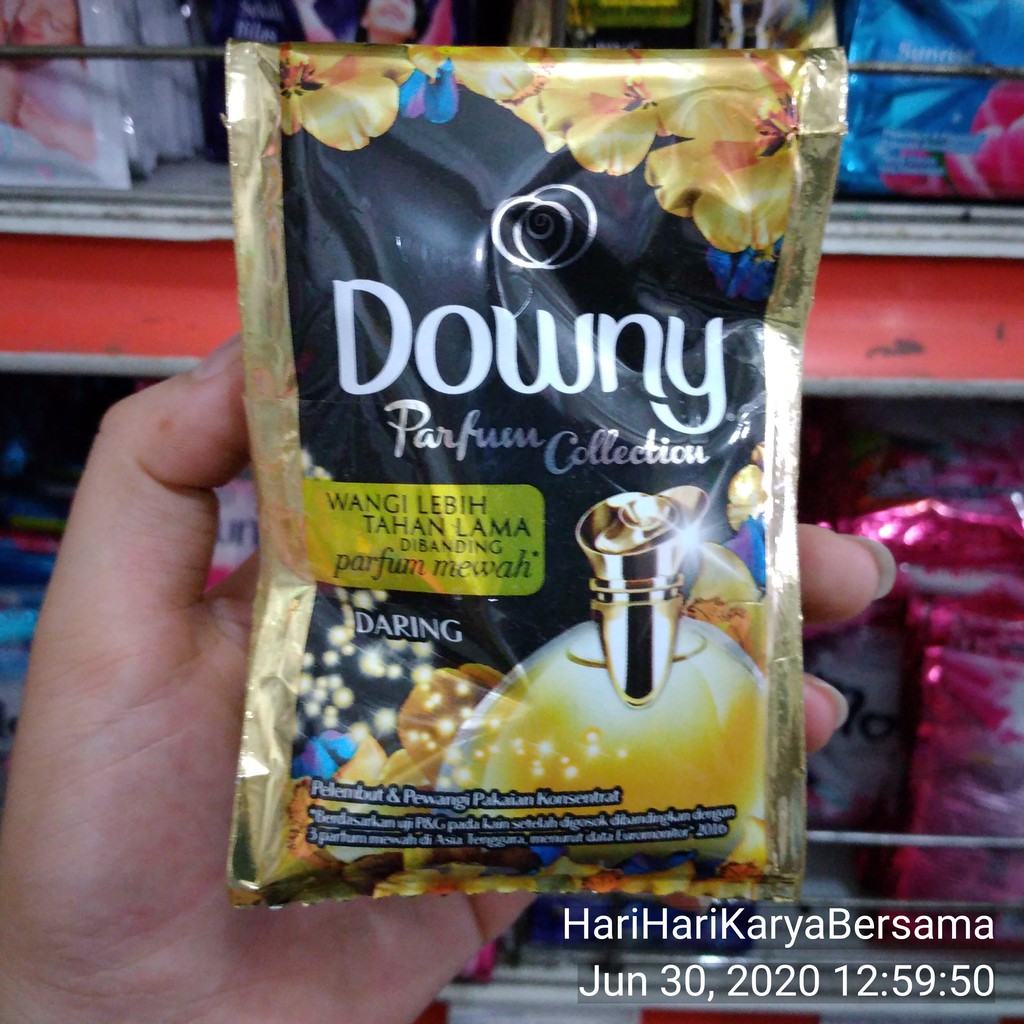 Sunrise
Downy
Parfum Collection
WANGI LEBIH
TAHAN LAMA
DIBANDING
parfum mewah*
DARING
Pelembut & Pewangi Pakaian Konsentrat
*Berdasarkan uji P&G pada kain setelah digosok dibandingkan dengan
3 parfum mewah di Asia Tenggara, menurut data Euromonitor 2016
HariHariKaryaBersama
Jun 30, 2020 12:59:50